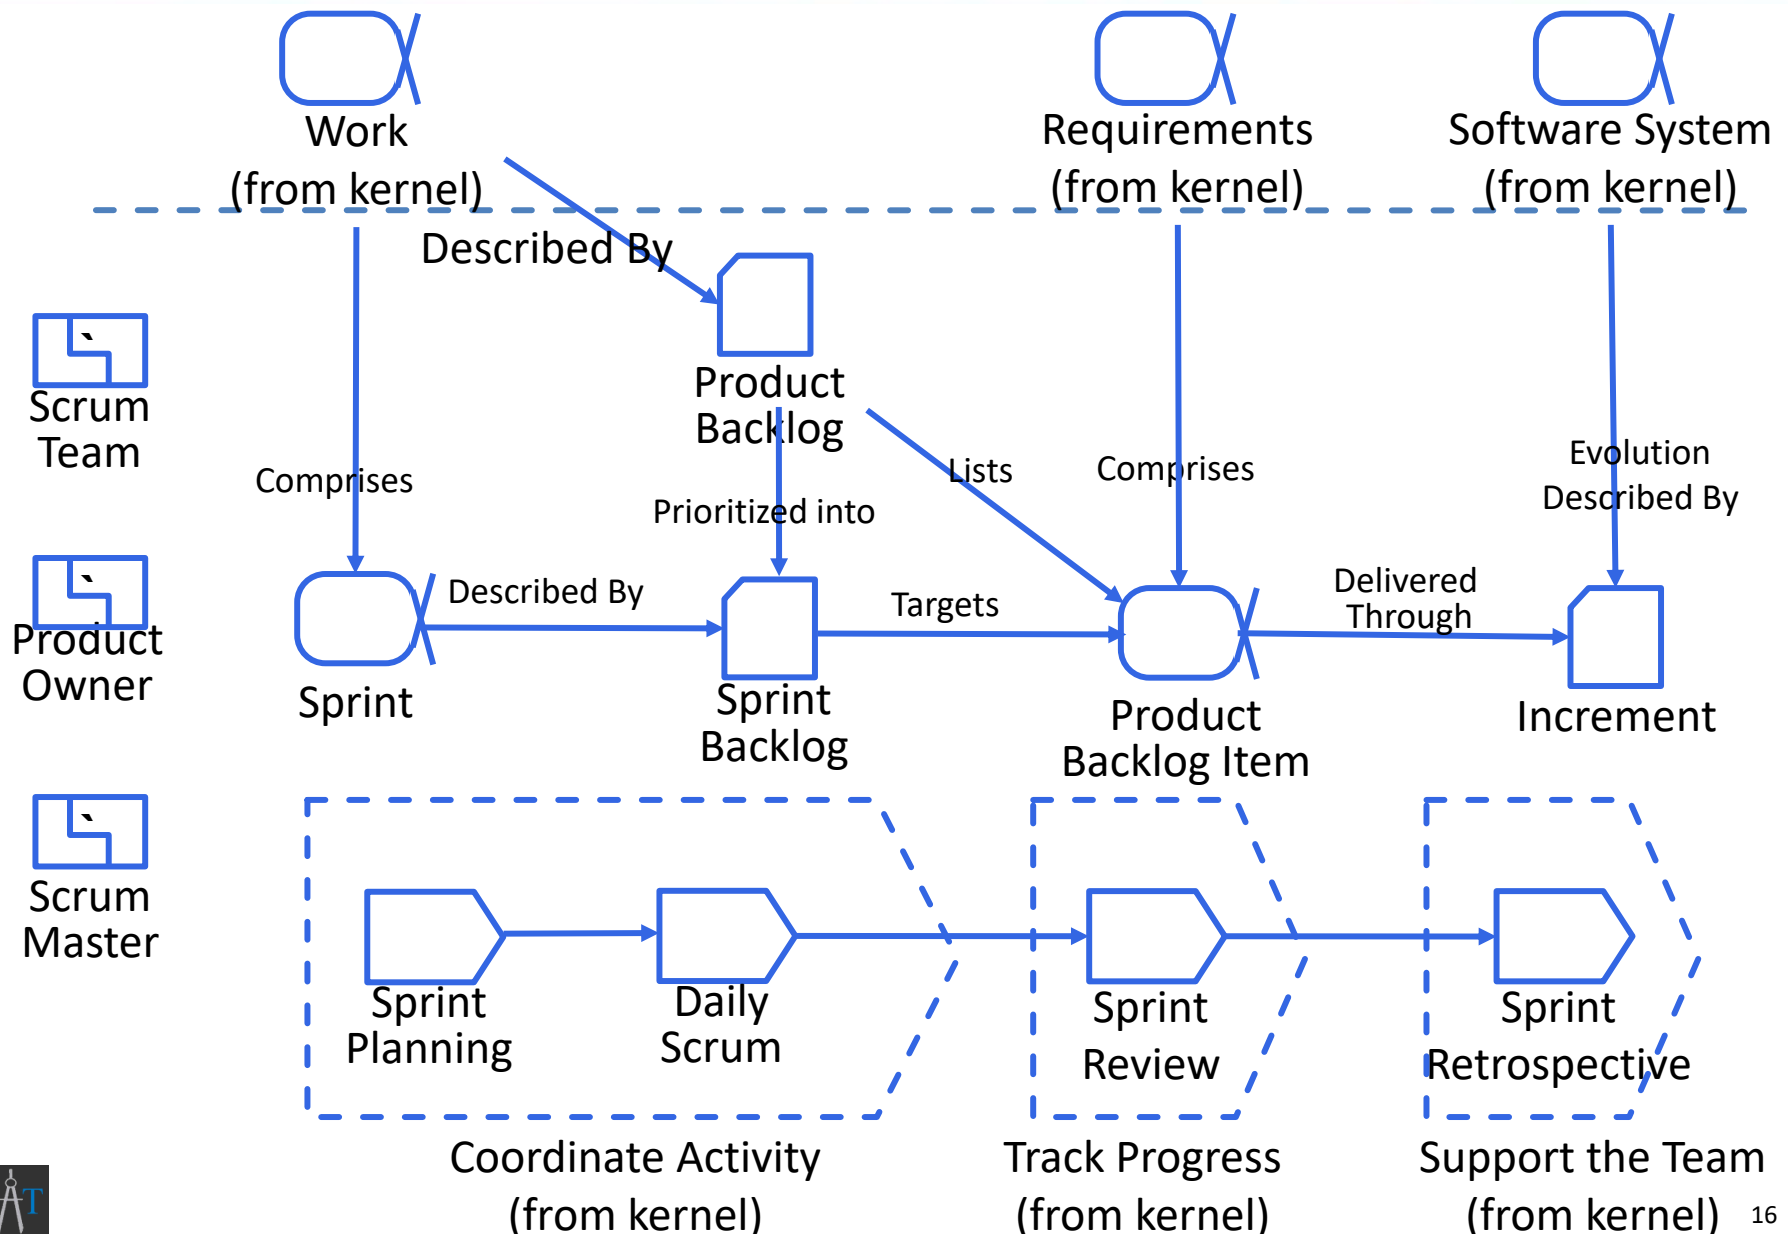 Work
(from kernel)
Requirements
(from kernel)
Software System
(from kernel)
Described By
Product
Backlog
Scrum
Team
Comprises
Prioritized into
Lists
Comprises
Evolution
Described By
Product
Owner
Sprint
Described By
Sprint
Backlog
Targets
Product
Backlog Item
Delivered
Through
Increment
Scrum
Master
Sprint
Planning
Daily
Scrum
Sprint
Review
Sprint
Retrospective
Coordinate Activity
(from kernel)
Track Progress
(from kernel)
Support the Team
(from kernel)
AT
16